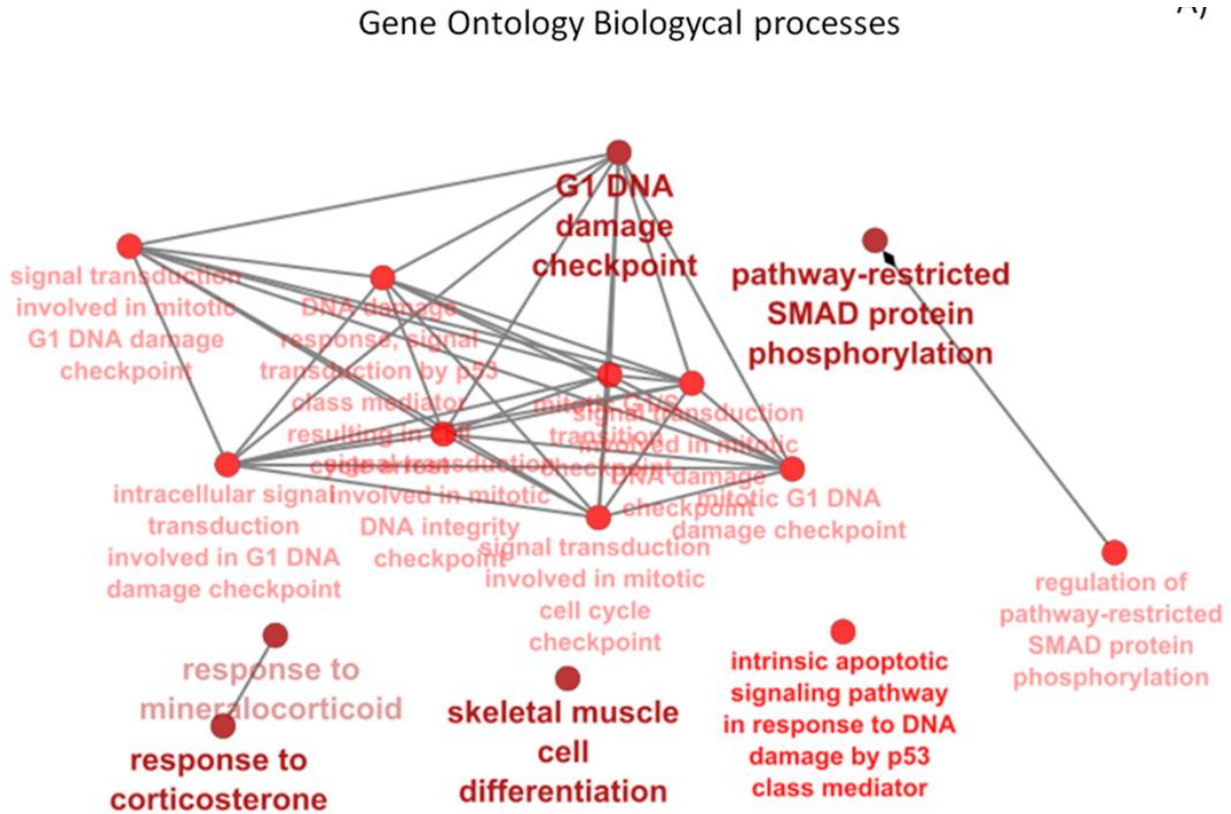 Gene Ontology Biologycal processes
G1 DNA
damage
checkpoint
signal transduction
involved in mitotic
G1 DNA damage
checkpoint
DNA damage
response, signal
transduction by p53
class mediator
resulting in cell
cycle arrest
pathway-restricted
SMAD protein
phosphorylation
mitotic G1/S
transition
checkpoint
signal transduction
involved in mitotic
DNA damage
checkpoint
intracellular signal
transduction
involved in G1 DNA
damage checkpoint
signal transduction
involved in mitotic
DNA integrity
checkpoint
mitotic G1 DNA
damage checkpoint
signal transduction
involved in mitotic
cell cycle
checkpoint
regulation of
pathway-restricted
SMAD protein
phosphorylation
response to
mineralocorticoid
response to
corticosterone
skeletal muscle
cell
differentiation
intrinsic apoptotic
signaling pathway
in response to DNA
damage by p53
class mediator